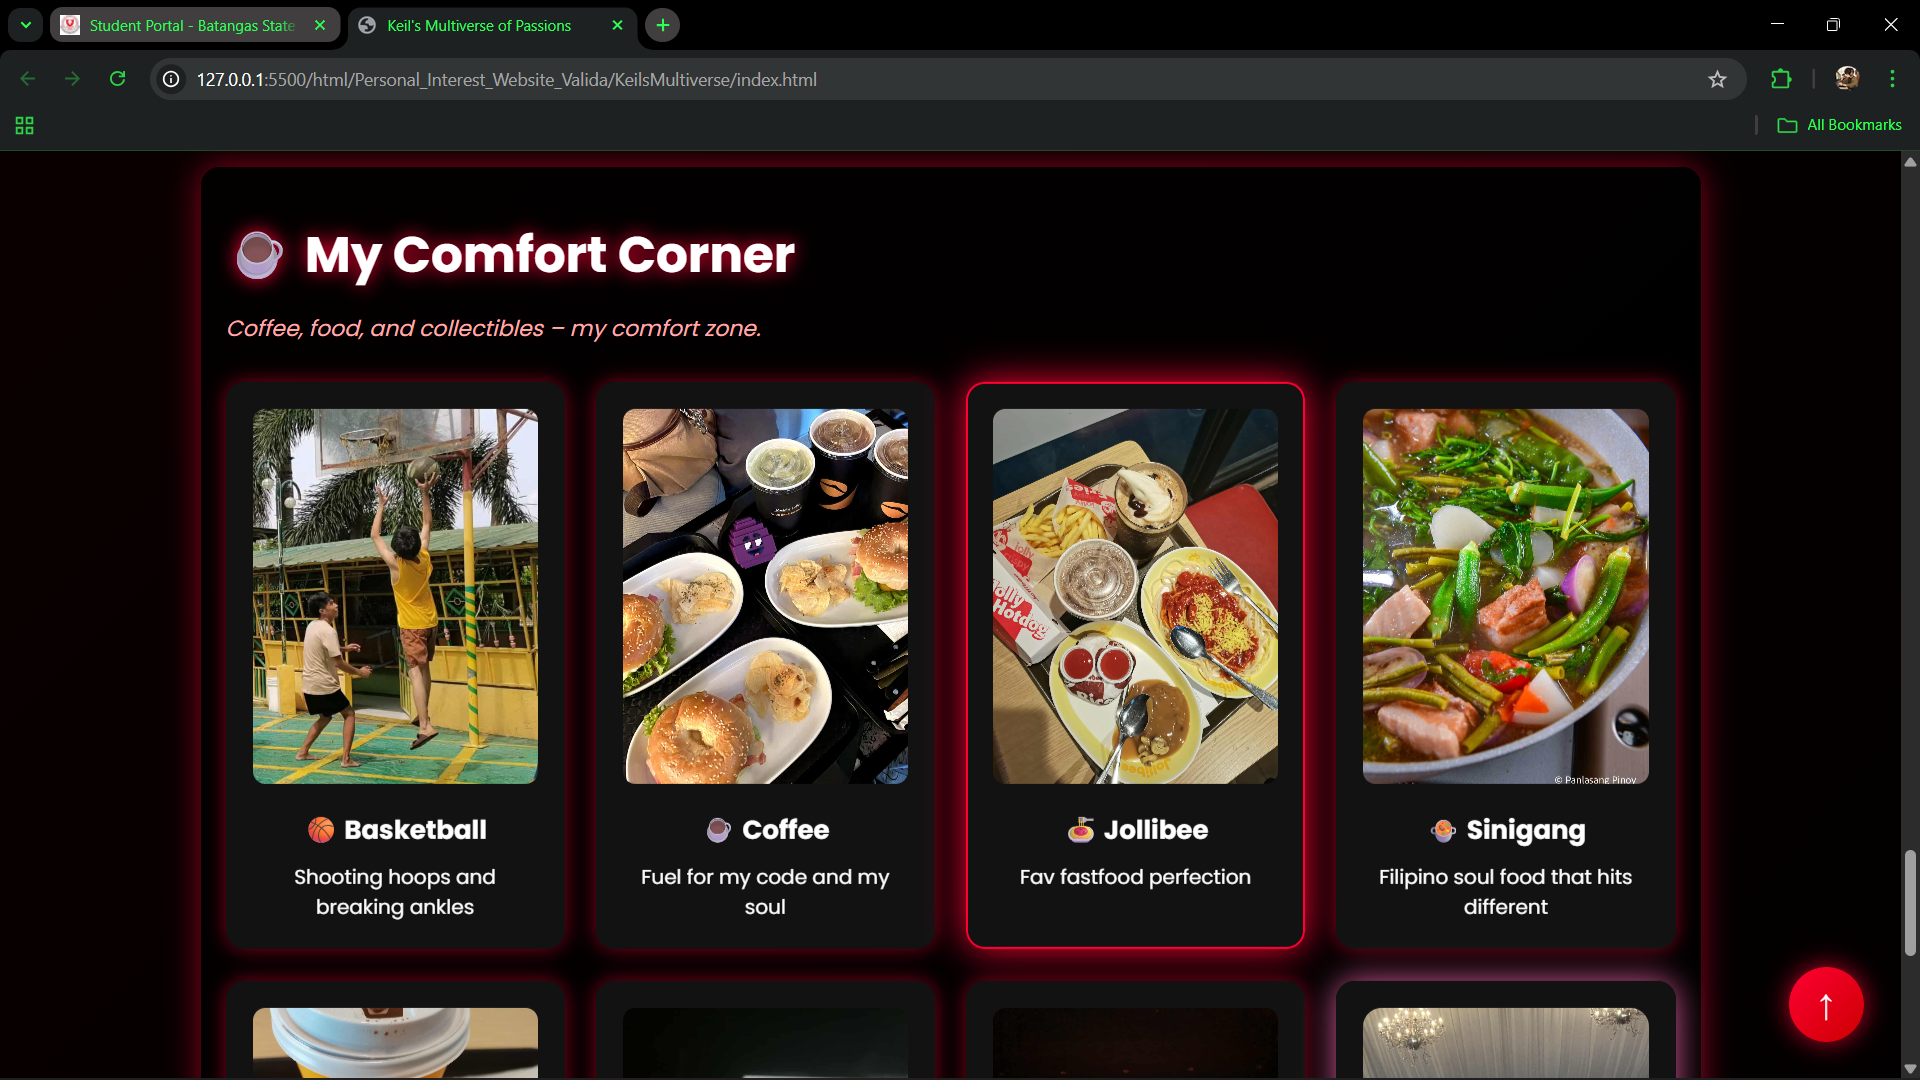 Student Portal - Batangas State
Keil's Multiverse of Passions
127.0.0.1:5500/html/Personal_Interest_Website_Valida/KeilsMultiverse/index.html
All Bookmarks
My Comfort Corner
Coffee, food, and collectibles – my comfort zone.
Jolly
Hotdog
Jollibee
© Panlasang Pinoy
Basketball
Coffee
Jollibee
Sinigang
Shooting hoops and
breaking ankles
Fuel for my code and my
soul
Fav fastfood perfection
Filipino soul food that hits
different
↑